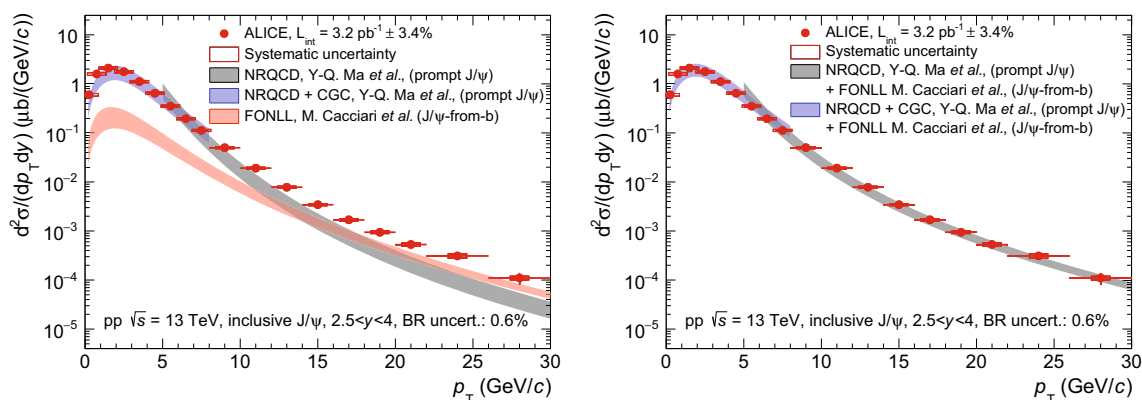 d²σ/(dp_T dy) (μb/(GeV/c))
10
1
10⁻¹
10⁻²
10⁻³
10⁻⁴
10⁻⁵
ALICE, L_int = 3.2 pb⁻¹ ± 3.4%
Systematic uncertainty
NRQCD, Y-Q. Ma et al., (prompt J/ψ)
NRQCD + CGC, Y-Q. Ma et al., (prompt J/ψ)
FONLL, M. Cacciari et al. (J/ψ-from-b)
pp √s = 13 TeV, inclusive J/ψ, 2.5<y<4, BR uncert.: 0.6%
0 5 10 15 20 25 30
p_T (GeV/c)
d²σ/(dp_T dy) (μb/(GeV/c))
10
1
10⁻¹
10⁻²
10⁻³
10⁻⁴
10⁻⁵
ALICE, L_int = 3.2 pb⁻¹ ± 3.4%
Systematic uncertainty
NRQCD, Y-Q. Ma et al., (prompt J/ψ)
+ FONLL M. Cacciari et al., (J/ψ-from-b)
NRQCD + CGC, Y-Q. Ma et al., (prompt J/ψ)
+ FONLL M. Cacciari et al., (J/ψ-from-b)
pp √s = 13 TeV, inclusive J/ψ, 2.5<y<4, BR uncert.: 0.6%
0 5 10 15 20 25 30
p_T (GeV/c)